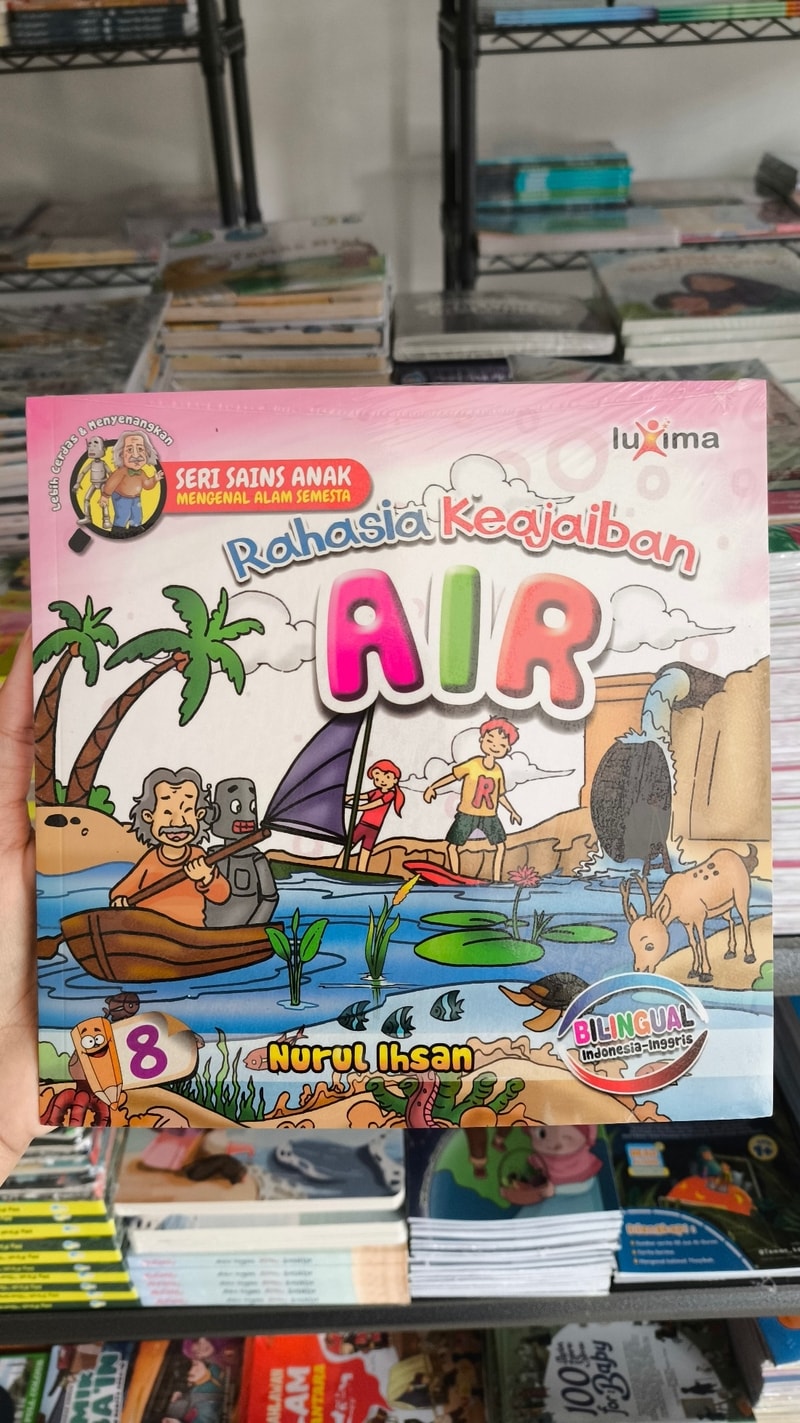 Lebih Cerdas & Menyenangkan
luxima
SERI SAINS ANAK
MENGENAL ALAM SEMESTA
Rahasia Keajaiban
AIR
R
BILINGUAL
Indonesia-Inggris
8
Nurul Ihsan
100
for Baby